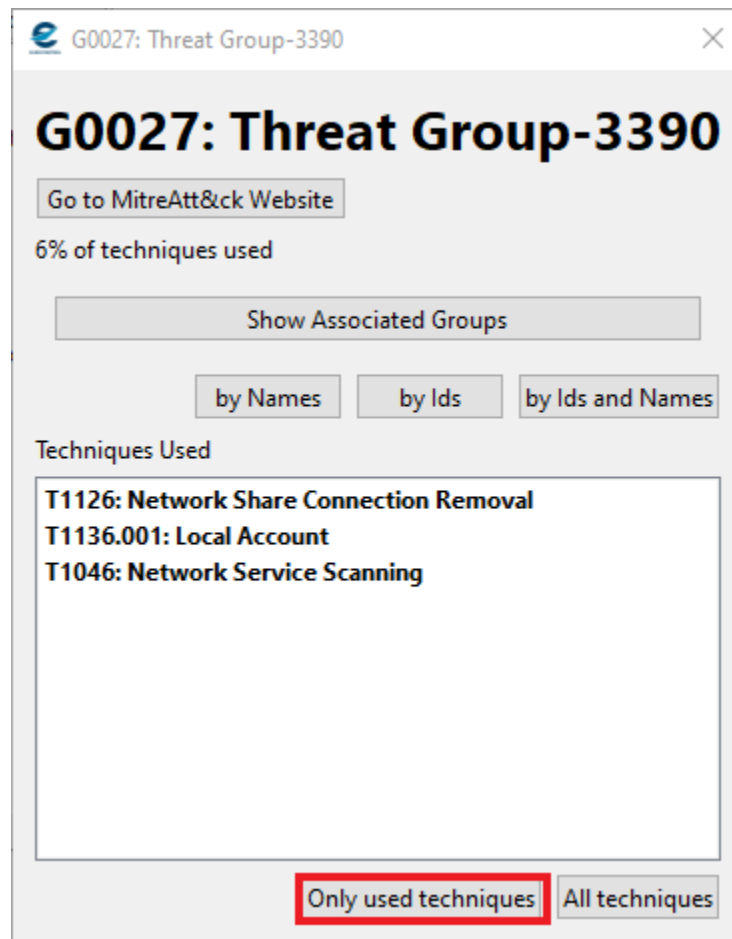 G0027: Threat Group-3390
G0027: Threat Group-3390
Go to MitreAtt&ck Website
6% of techniques used
Show Associated Groups
by Names by Ids by Ids and Names
Techniques Used
T1126: Network Share Connection Removal
T1136.001: Local Account
T1046: Network Service Scanning
Only used techniques All techniques